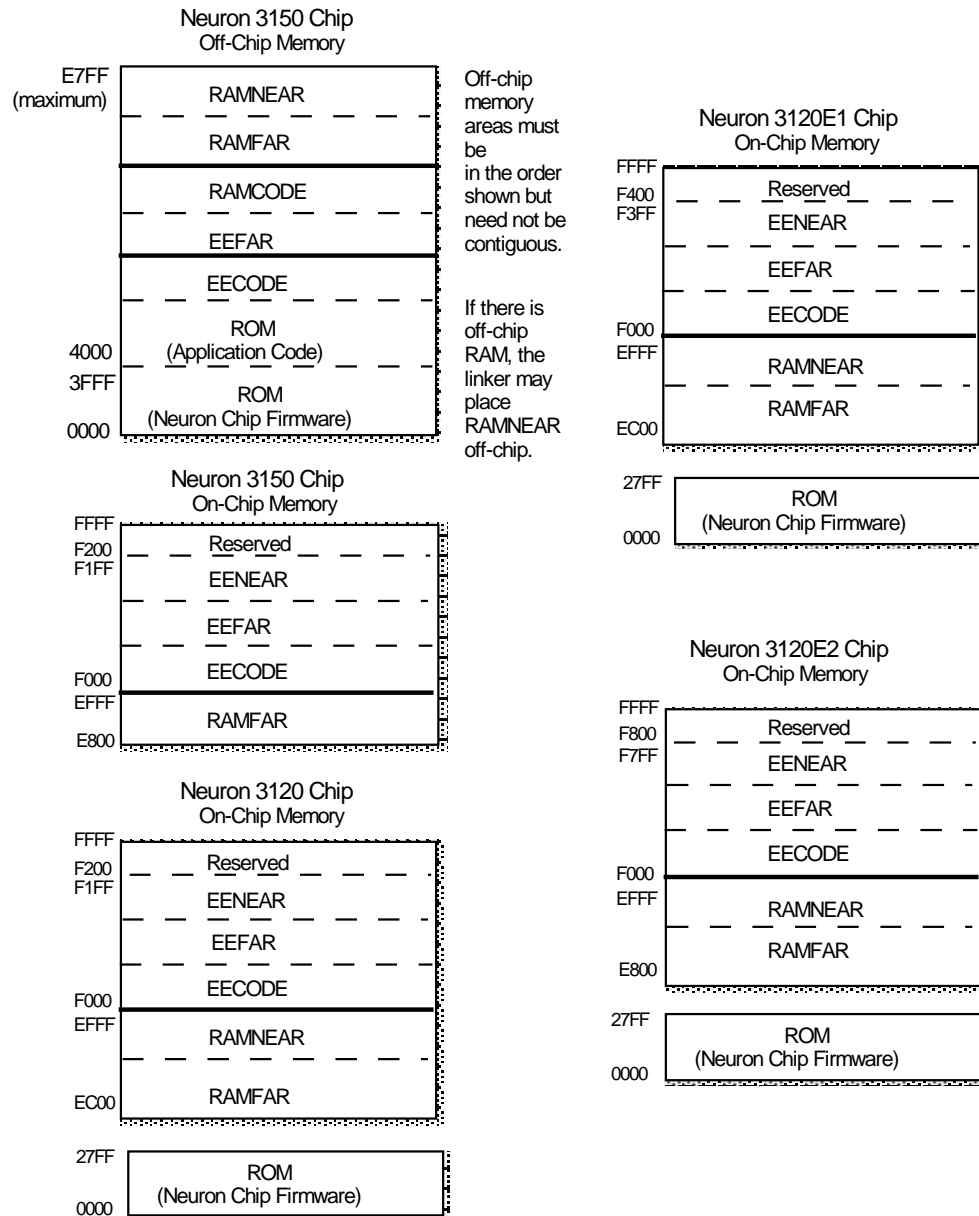 Neuron 3150 Chip
Off-Chip Memory
E7FF
(maximum)
RAMNEAR
RAMFAR
RAMCODE
EEFAR
EECODE
ROM
(Application Code)
4000
3FFF
ROM
(Neuron Chip Firmware)
0000
Off-chip
memory
areas must
be
in the order
shown but
need not be
contiguous.
If there is
off-chip
RAM, the
linker may
place
RAMNEAR
off-chip.
Neuron 3150 Chip
On-Chip Memory
FFFF
Reserved
F200
F1FF
EENEAR
EEFAR
EECODE
F000
EFFF
RAMFAR
E800
Neuron 3120 Chip
On-Chip Memory
FFFF
Reserved
F200
F1FF
EENEAR
EEFAR
EECODE
F000
EFFF
RAMNEAR
RAMFAR
EC00
27FF
ROM
(Neuron Chip Firmware)
0000
Neuron 3120E1 Chip
On-Chip Memory
FFFF
Reserved
F400
F3FF
EENEAR
EEFAR
EECODE
F000
EFFF
RAMNEAR
RAMFAR
EC00
27FF
ROM
(Neuron Chip Firmware)
0000
Neuron 3120E2 Chip
On-Chip Memory
FFFF
Reserved
F800
F7FF
EENEAR
EEFAR
EECODE
F000
EFFF
RAMNEAR
RAMFAR
E800
27FF
ROM
(Neuron Chip Firmware)
0000